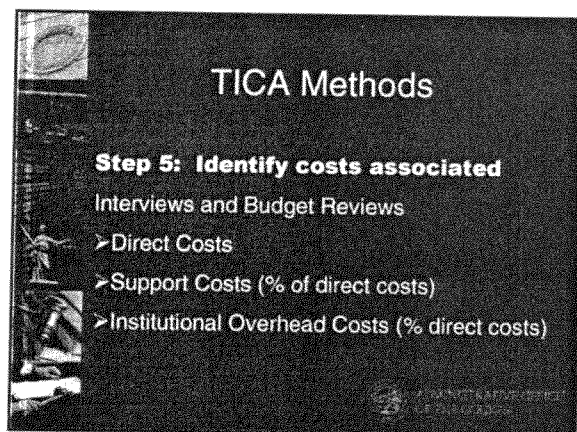 TICA Methods
Step 5: Identify costs associated
Interviews and Budget Reviews
➢Direct Costs
➢Support Costs (% of direct costs)
➢Institutional Overhead Costs (% direct costs)